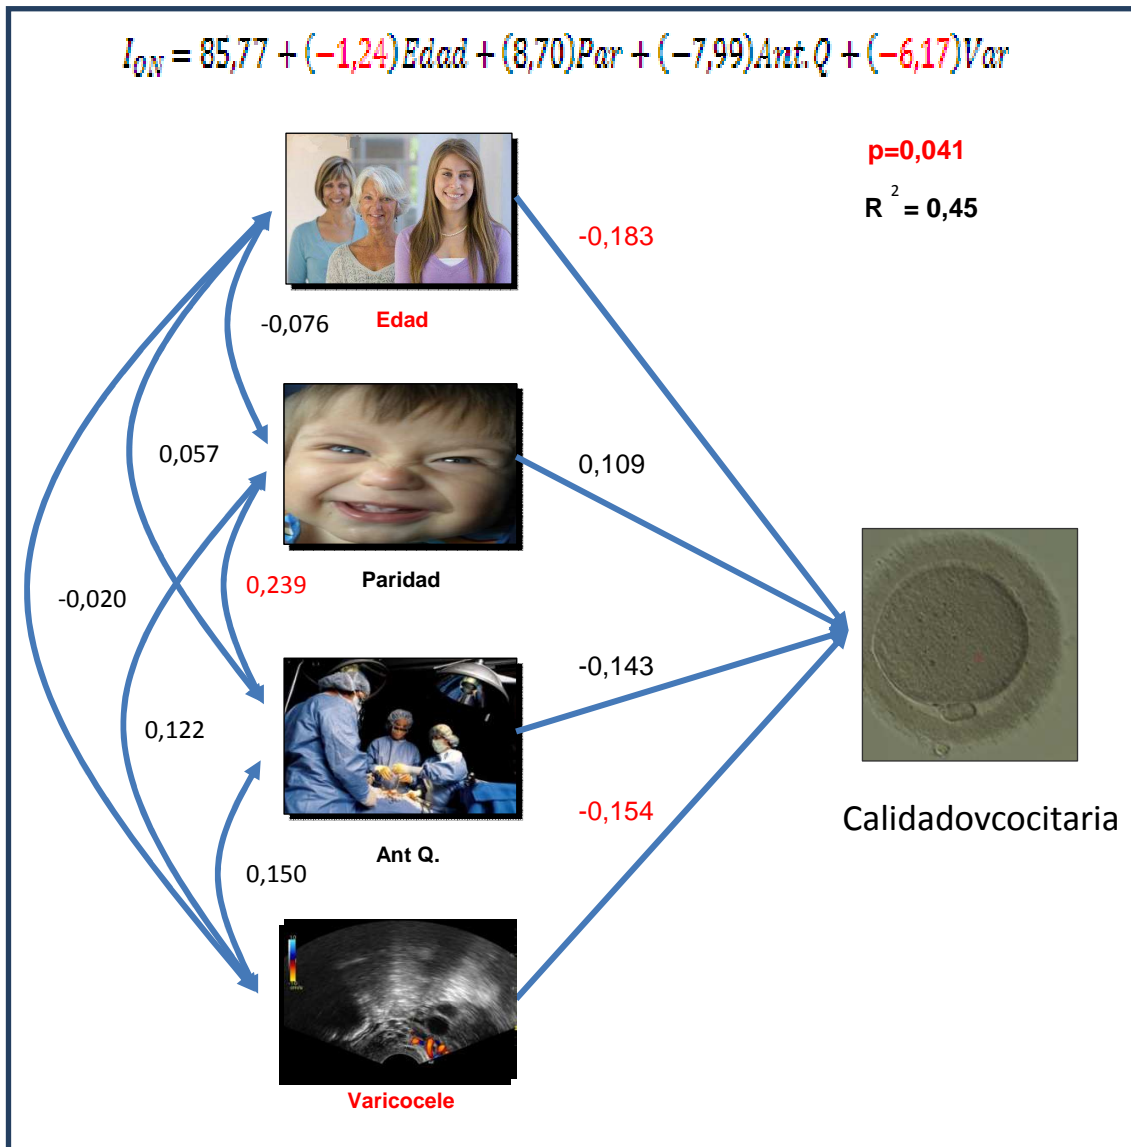 I_ON = 85,77 + (−1,24)Edad + (8,70)Par + (−7,99)Ant.Q + (−6,17)Var
p=0,041
R² = 0,45
-0,183
Edad
-0,076
0,057
0,109
Paridad
0,239
-0,020
-0,143
0,122
-0,154
Calidadovcocitaria
Ant Q.
0,150
Varicocele